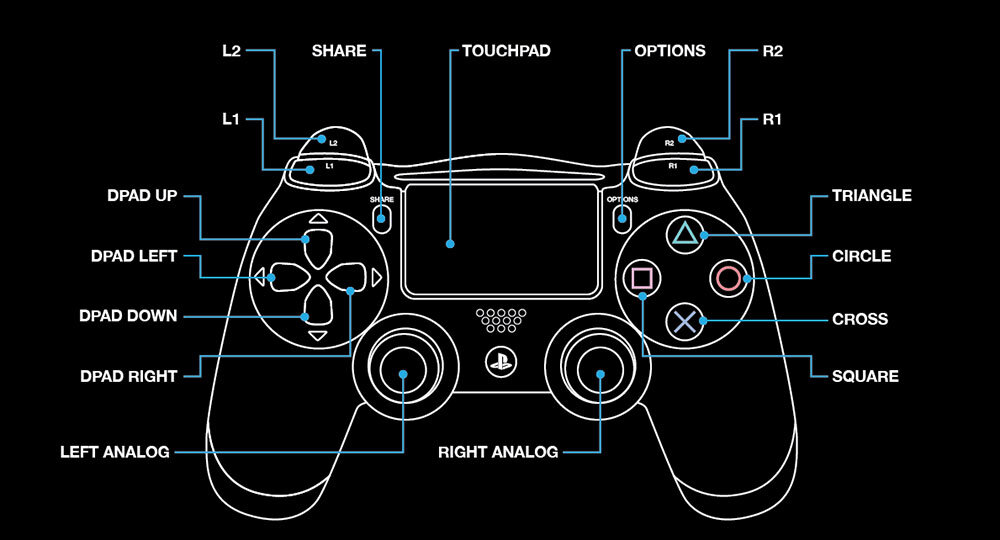 L2 SHARE TOUCHPAD OPTIONS R2
L1 R1
L2 R2
L1 R1
DPAD UP SHARE OPTIONS TRIANGLE
DPAD LEFT CIRCLE
DPAD DOWN CROSS
DPAD RIGHT SQUARE
LEFT ANALOG RIGHT ANALOG